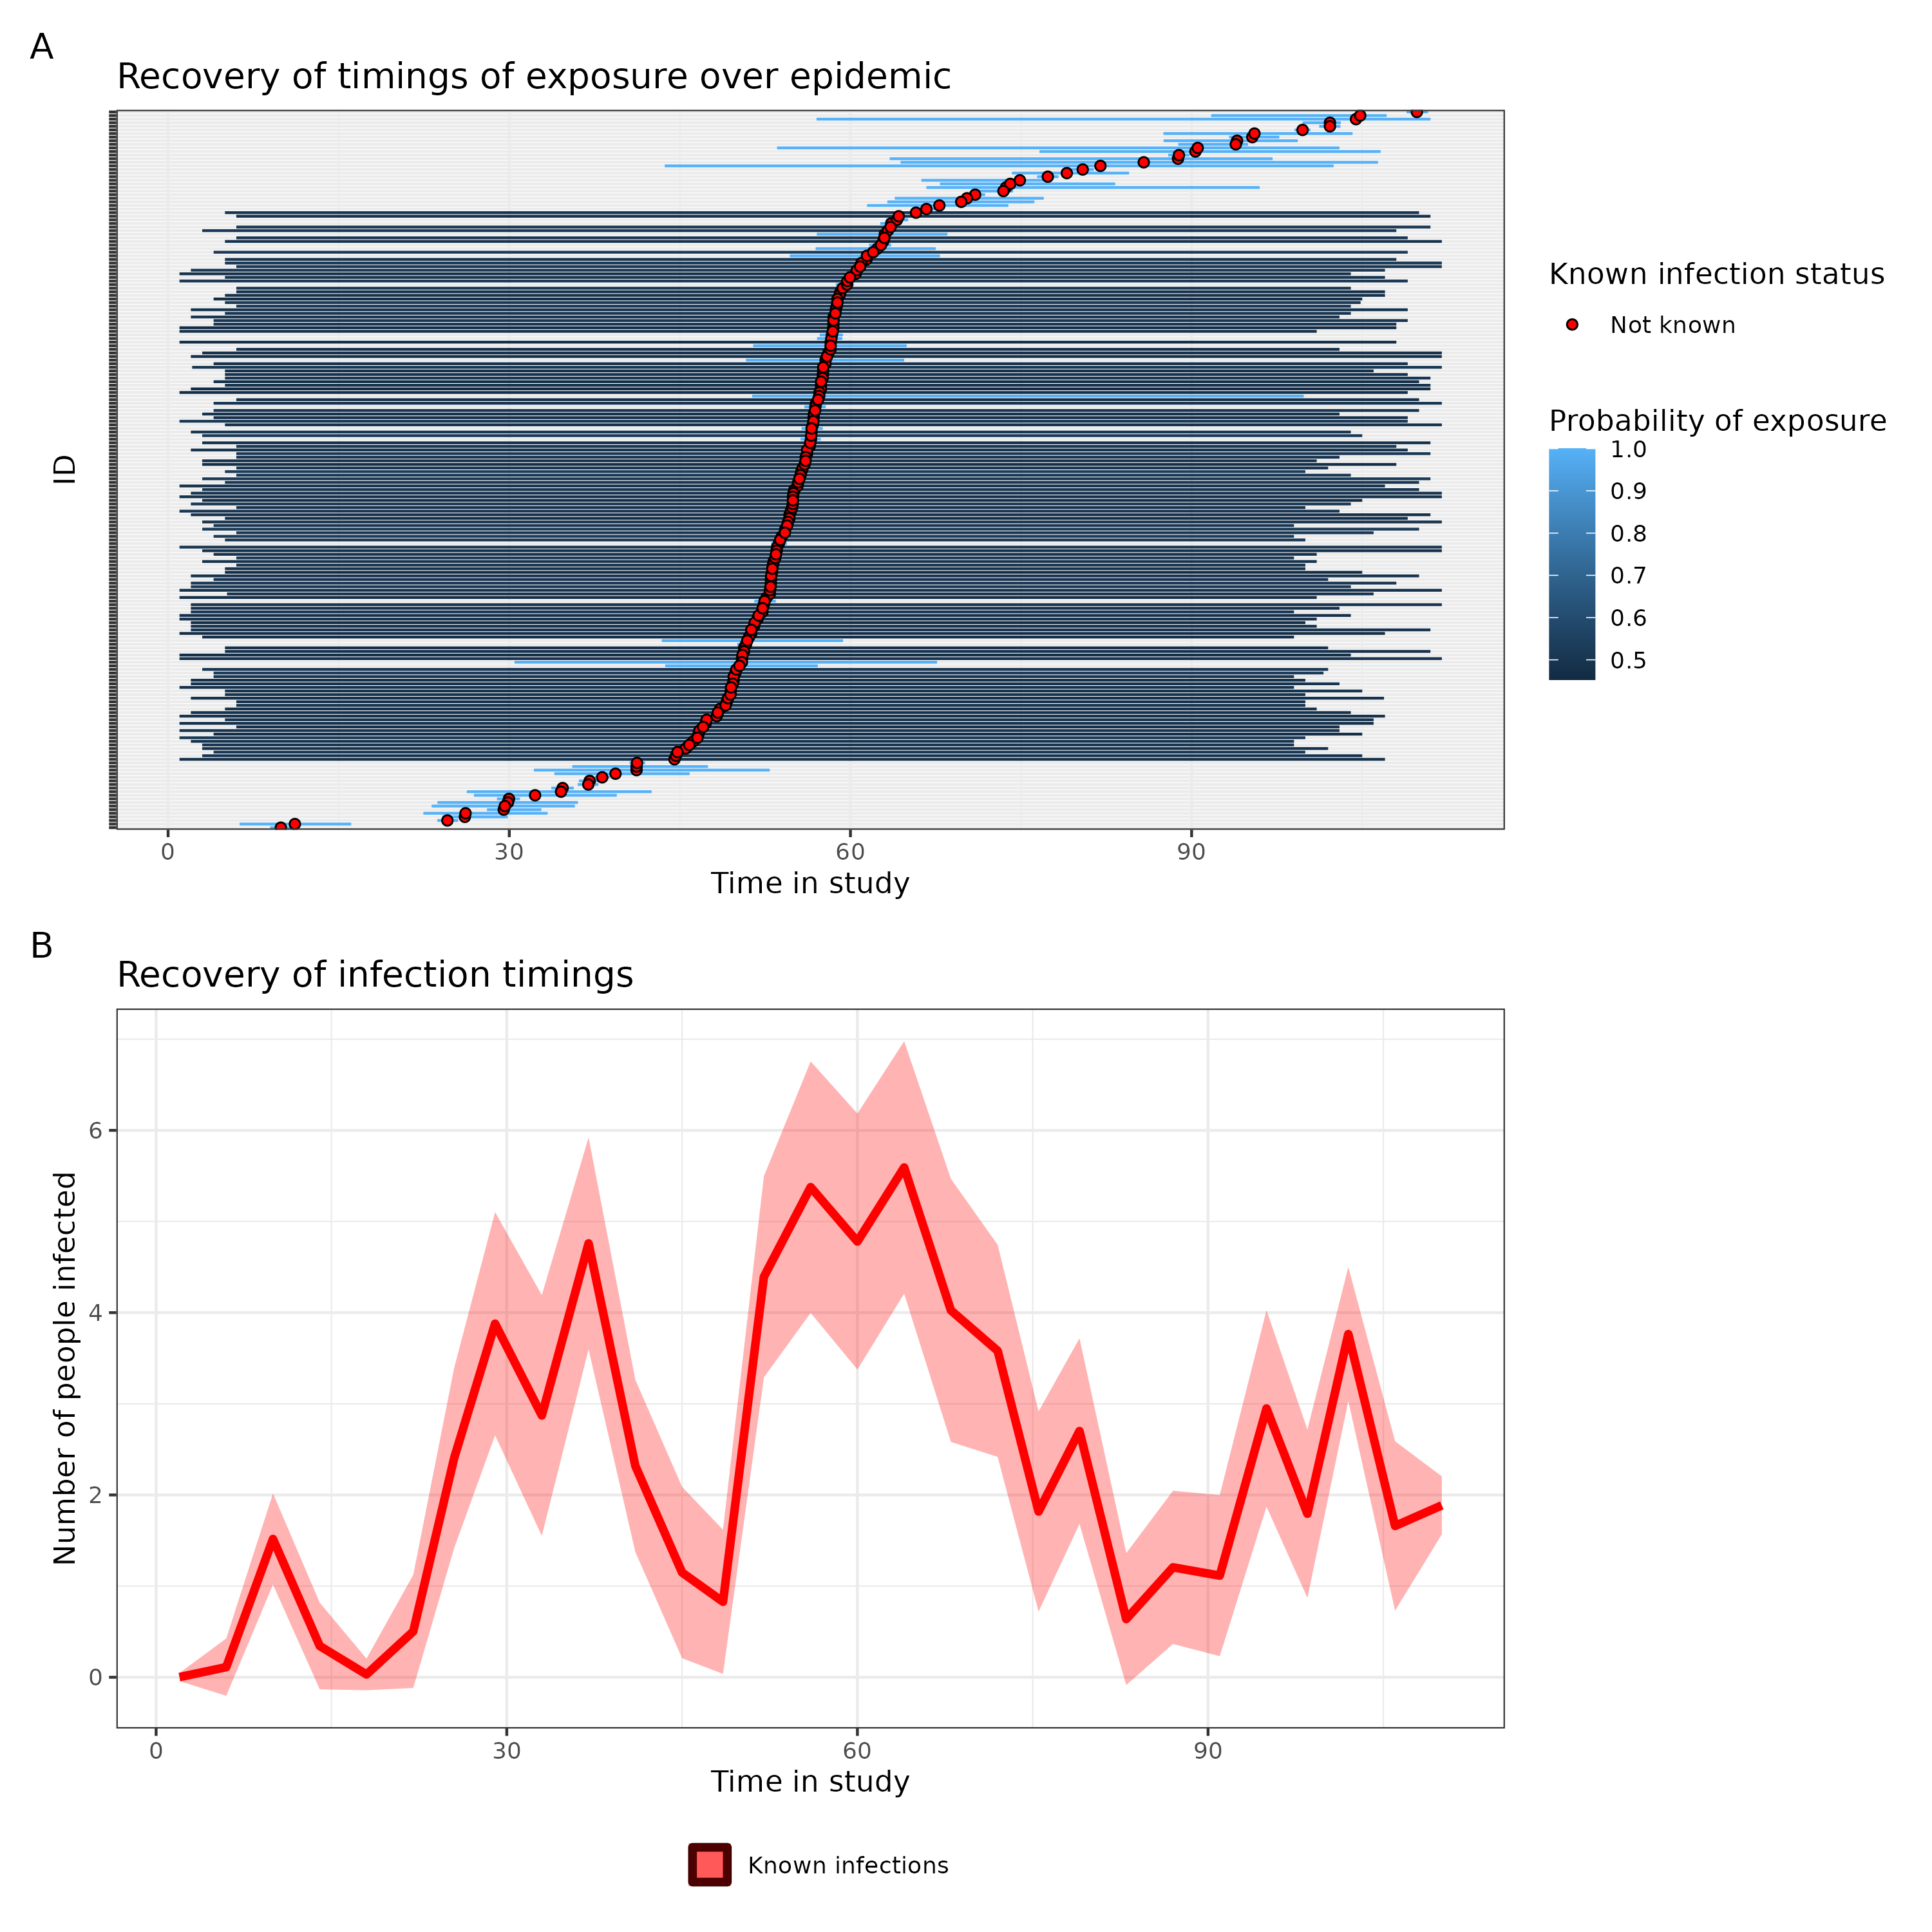 A
Recovery of timings of exposure over epidemic
ID
0 30 60 90
Time in study
Known infection status
Not known
Probability of exposure
1.0
0.9
0.8
0.7
0.6
0.5
B
Recovery of infection timings
Number of people infected
6
4
2
0
0 30 60 90
Time in study
Known infections